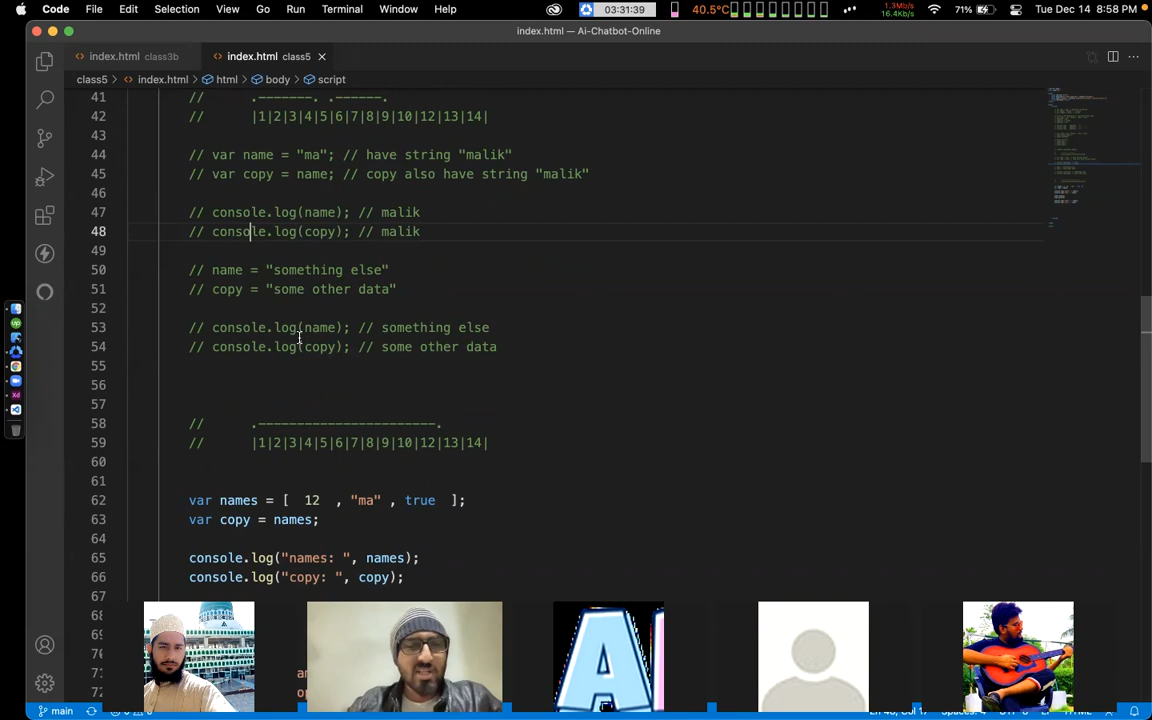 Code File Edit Selection View Go Run Terminal Window Help 03:31:39 40.5°C 1.3Mb/s 16.4Kb/s 71% Tue Dec 14 8:58 PM
index.html — Ai-Chatbot-Online
index.html class3b index.html class5
class5 index.html html body script
41 // .-------. .------.
42 // |1|2|3|4|5|6|7|8|9|10|12|13|14|
43
44 // var name = "ma"; // have string "malik"
45 // var copy = name; // copy also have string "malik"
46
47 // console.log(name); // malik
48 // console.log(copy); // malik
49
50 // name = "something else"
51 // copy = "some other data"
52
53 // console.log(name); // something else
54 // console.log(copy); // some other data
55
56
57
58 // .-----------------------.
59 // |1|2|3|4|5|6|7|8|9|10|12|13|14|
60
61
62 var names = [ 12 , "ma" , true ];
63 var copy = names;
64
65 console.log("names: ", names);
66 console.log("copy: ", copy);
67
68
71
72
main